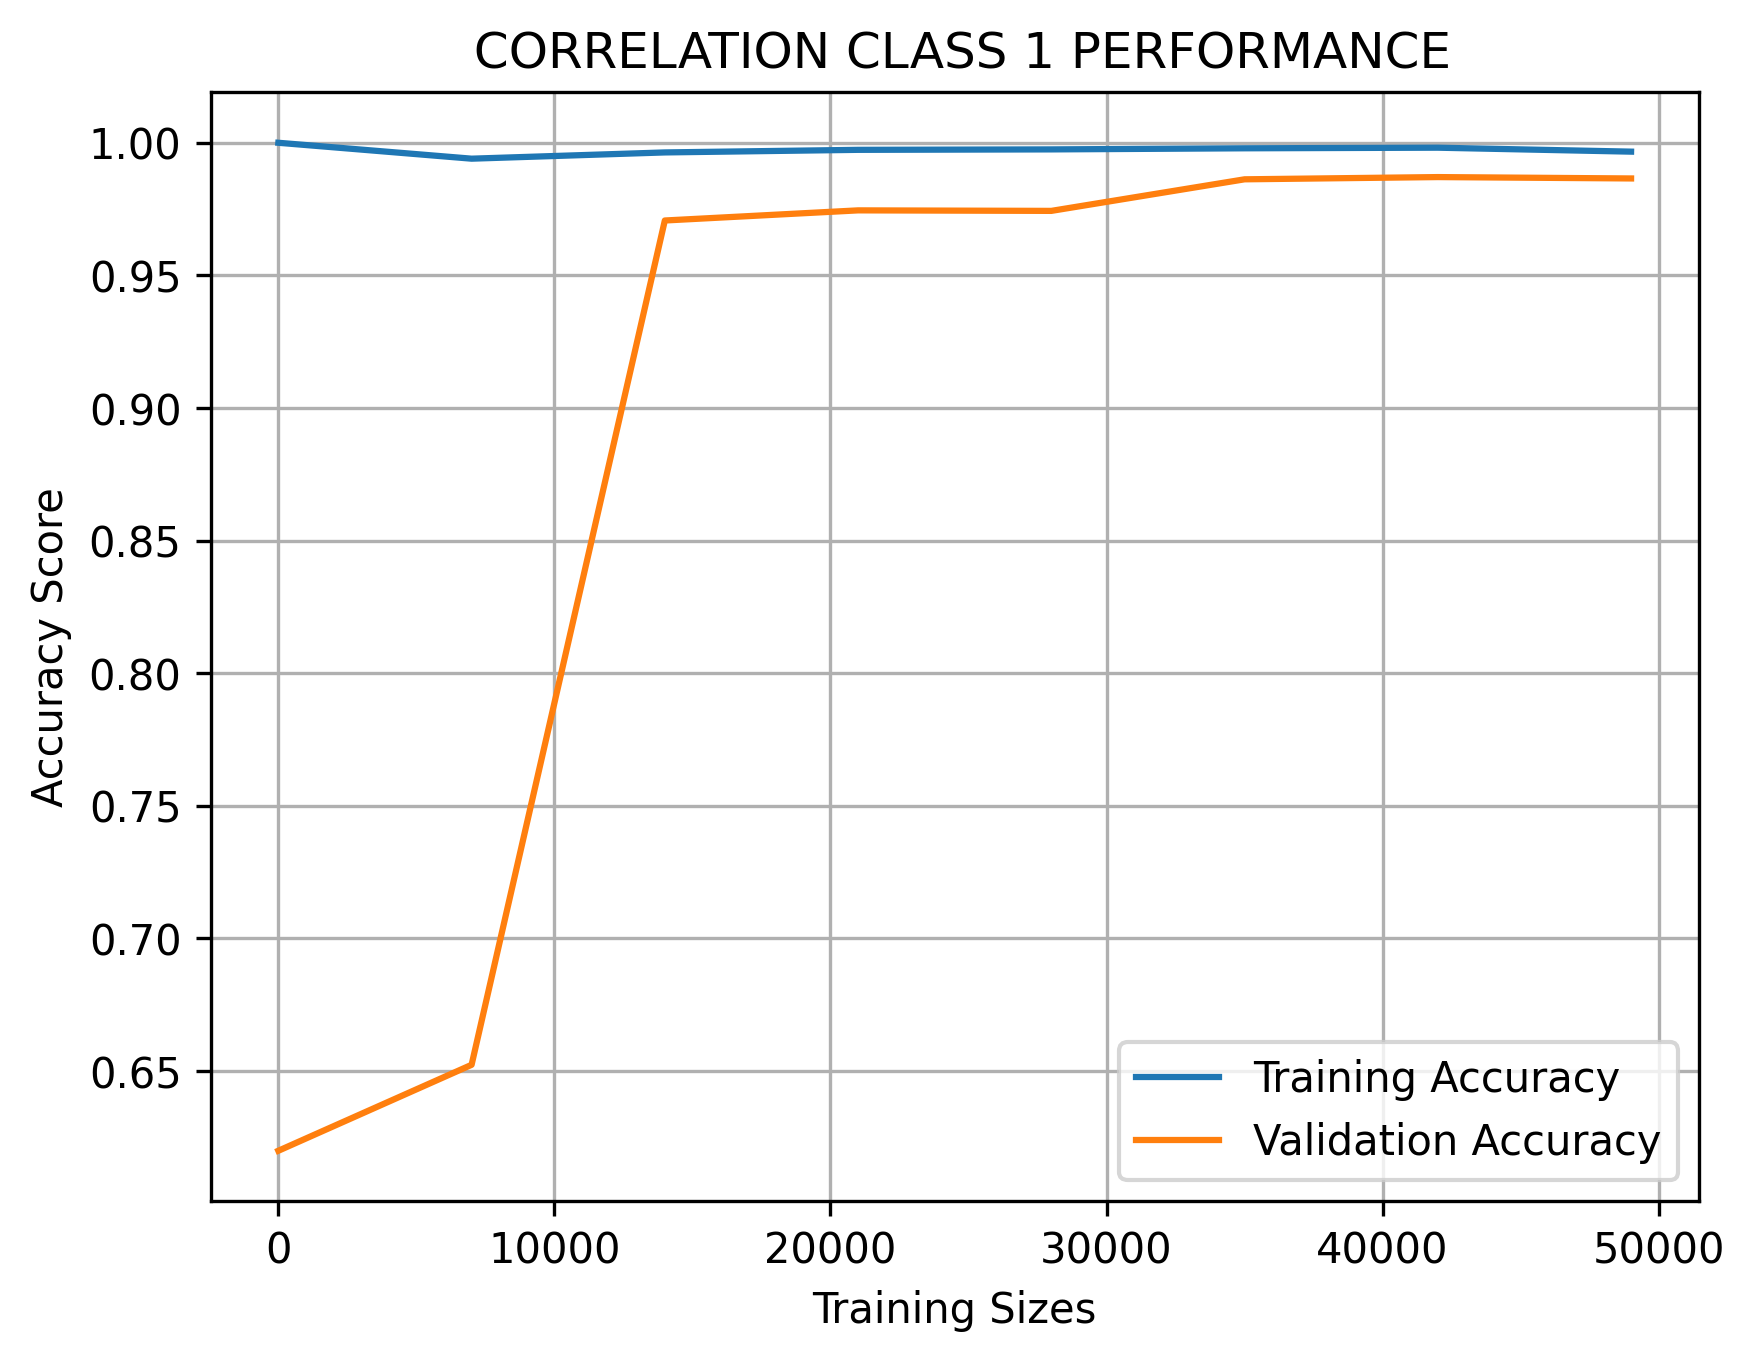 CORRELATION CLASS 1 PERFORMANCE
1.00
0.95
0.90
0.85
0.80
0.75
0.70
0.65
Accuracy Score
Training Accuracy
Validation Accuracy
0 10000 20000 30000 40000 50000
Training Sizes